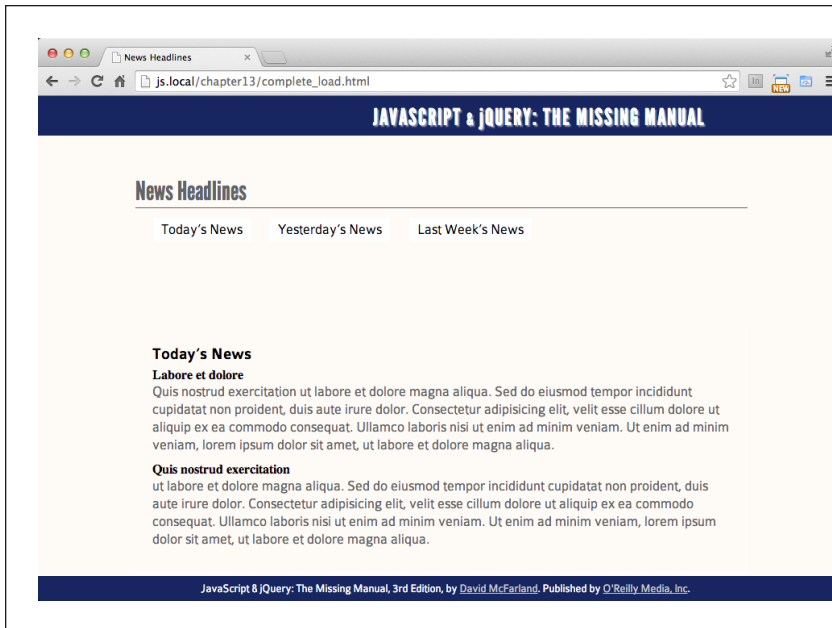 News Headlines
js.local/chapter13/complete_load.html
In
NEW
JAVASCRIPT & jQUERY: THE MISSING MANUAL
News Headlines
Today's News Yesterday's News Last Week's News
Today's News
Labore et dolore
Quis nostrud exercitation ut labore et dolore magna aliqua. Sed do eiusmod tempor incididunt
cupidatat non proident, duis aute irure dolor. Consectetur adipisicing elit, velit esse cillum dolore ut
aliquip ex ea commodo consequat. Ullamco laboris nisi ut enim ad minim veniam. Ut enim ad minim
veniam, lorem ipsum dolor sit amet, ut labore et dolore magna aliqua.
Quis nostrud exercitation
ut labore et dolore magna aliqua. Sed do eiusmod tempor incididunt cupidatat non proident, duis
aute irure dolor. Consectetur adipisicing elit, velit esse cillum dolore ut aliquip ex ea commodo
consequat. Ullamco laboris nisi ut enim ad minim veniam. Ut enim ad minim veniam, lorem ipsum
dolor sit amet, ut labore et dolore magna aliqua.
JavaScript & jQuery: The Missing Manual, 3rd Edition, by David McFarland. Published by O'Reilly Media, Inc.